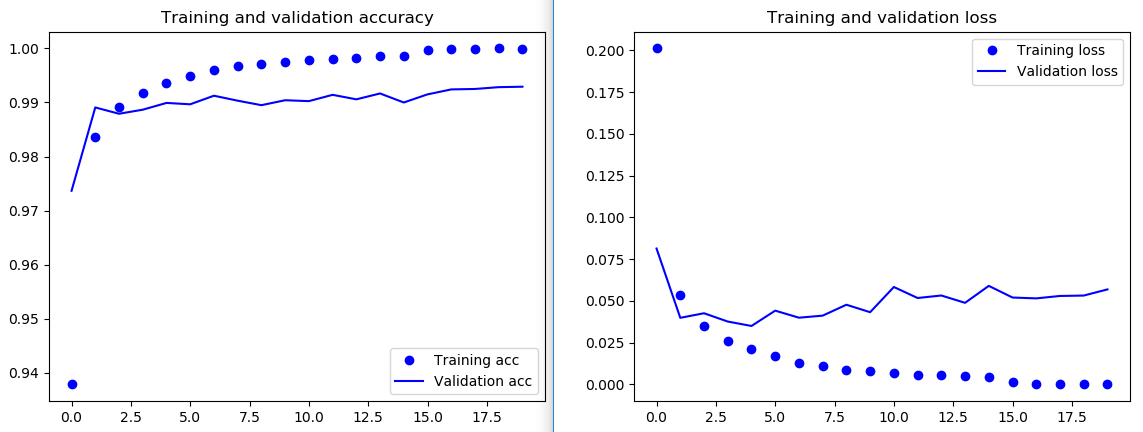 Training and validation accuracy
1.00
0.99
0.98
0.97
0.96
0.95
0.94
Training acc
Validation acc
0.0 2.5 5.0 7.5 10.0 12.5 15.0 17.5
Training and validation loss
0.200
0.175
0.150
0.125
0.100
0.075
0.050
0.025
0.000
Training loss
Validation loss
0.0 2.5 5.0 7.5 10.0 12.5 15.0 17.5